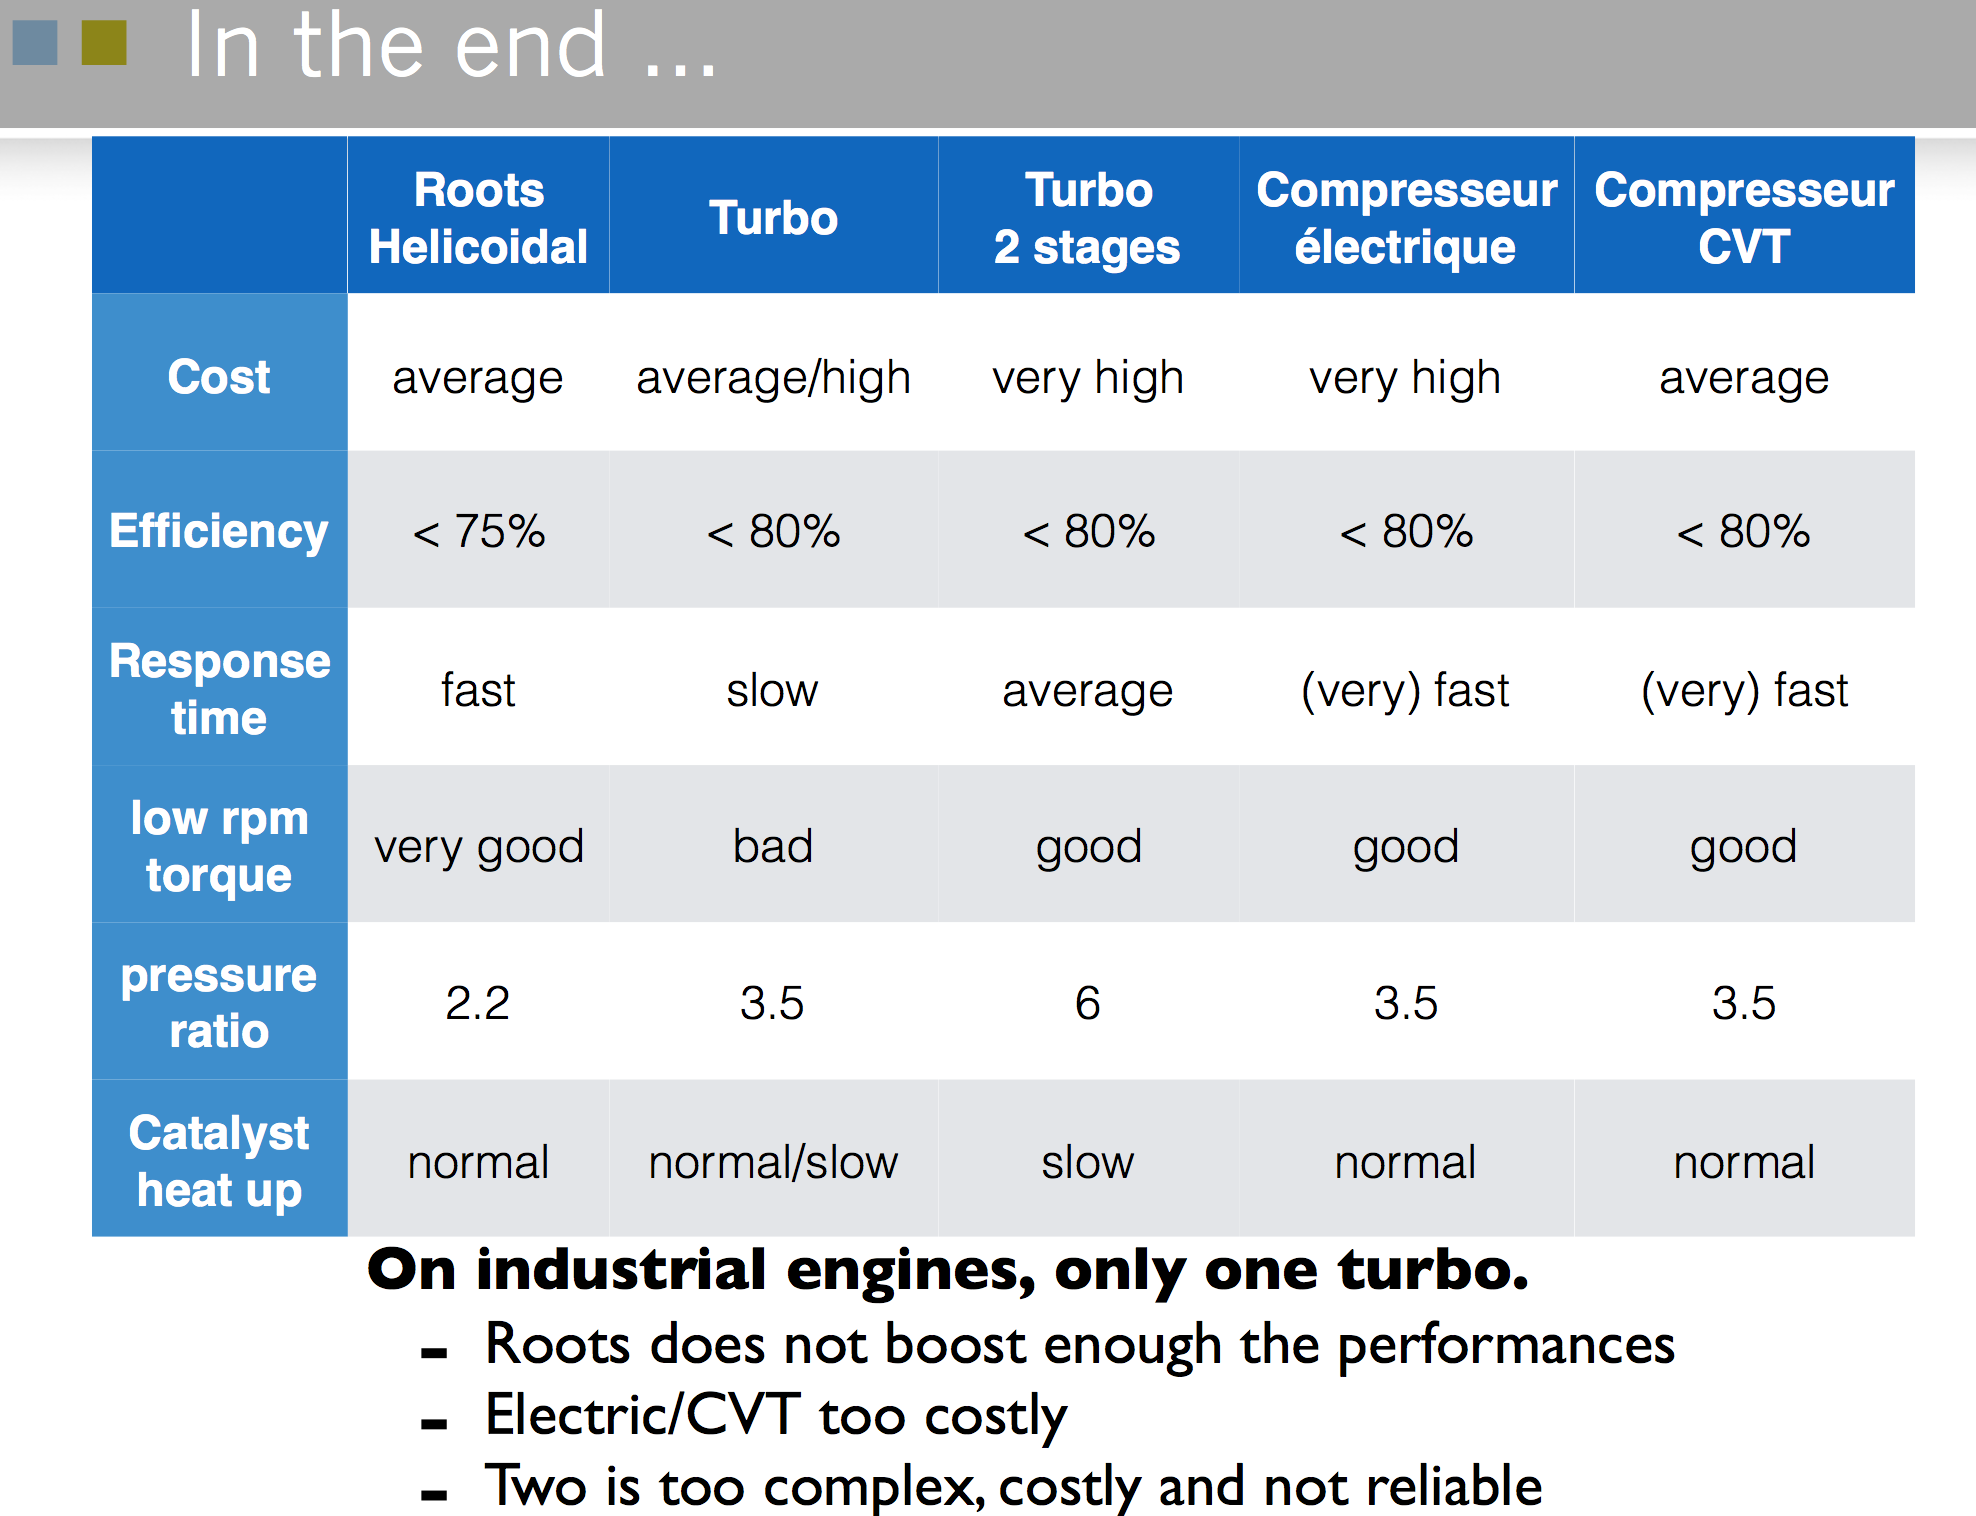 In the end ...
Roots Helicoidal Turbo Turbo 2 stages Compresseur électrique Compresseur CVT
Cost average average/high very high very high average
Efficiency < 75% < 80% < 80% < 80% < 80%
Response time fast slow average (very) fast (very) fast
low rpm torque very good bad good good good
pressure ratio 2.2 3.5 6 3.5 3.5
Catalyst heat up normal normal/slow slow normal normal
On industrial engines, only one turbo.
- Roots does not boost enough the performances
- Electric/CVT too costly
- Two is too complex, costly and not reliable